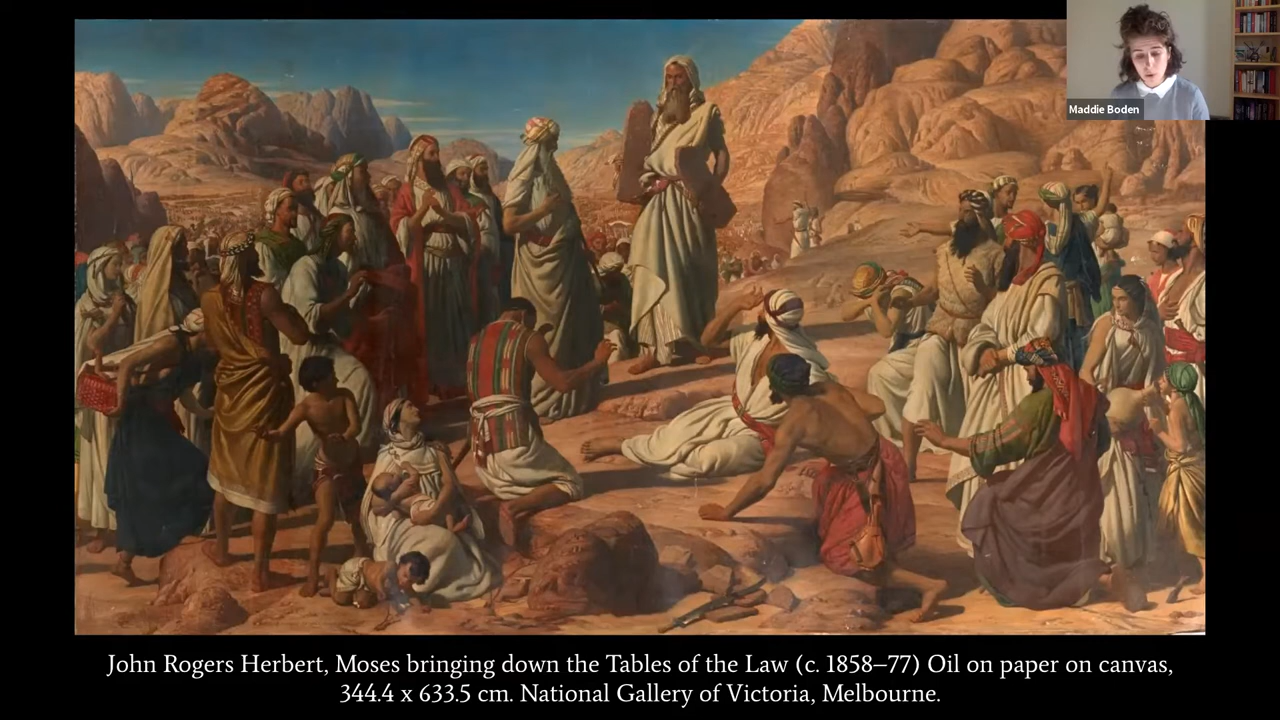 Maddie Boden
John Rogers Herbert, Moses bringing down the Tables of the Law (c. 1858–77) Oil on paper on canvas,
344.4 x 633.5 cm. National Gallery of Victoria, Melbourne.